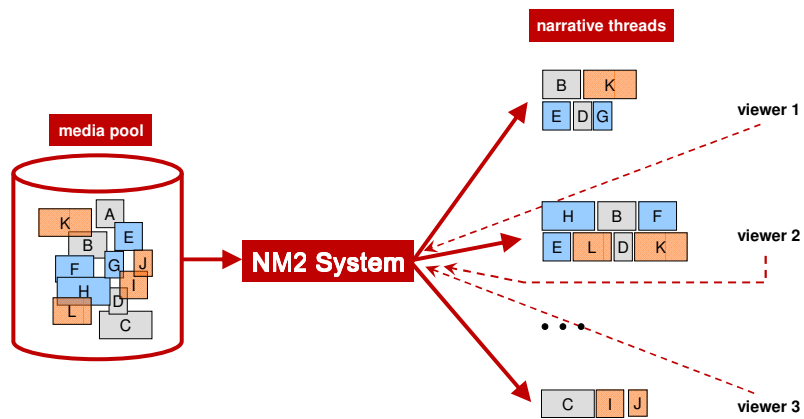 narrative threads
B K
E D G
viewer 1
media pool
A
K
E
B
G J
F
I
H
D
L
C
NM2 System
H B F
E L D K
viewer 2
• • •
C I J
viewer 3